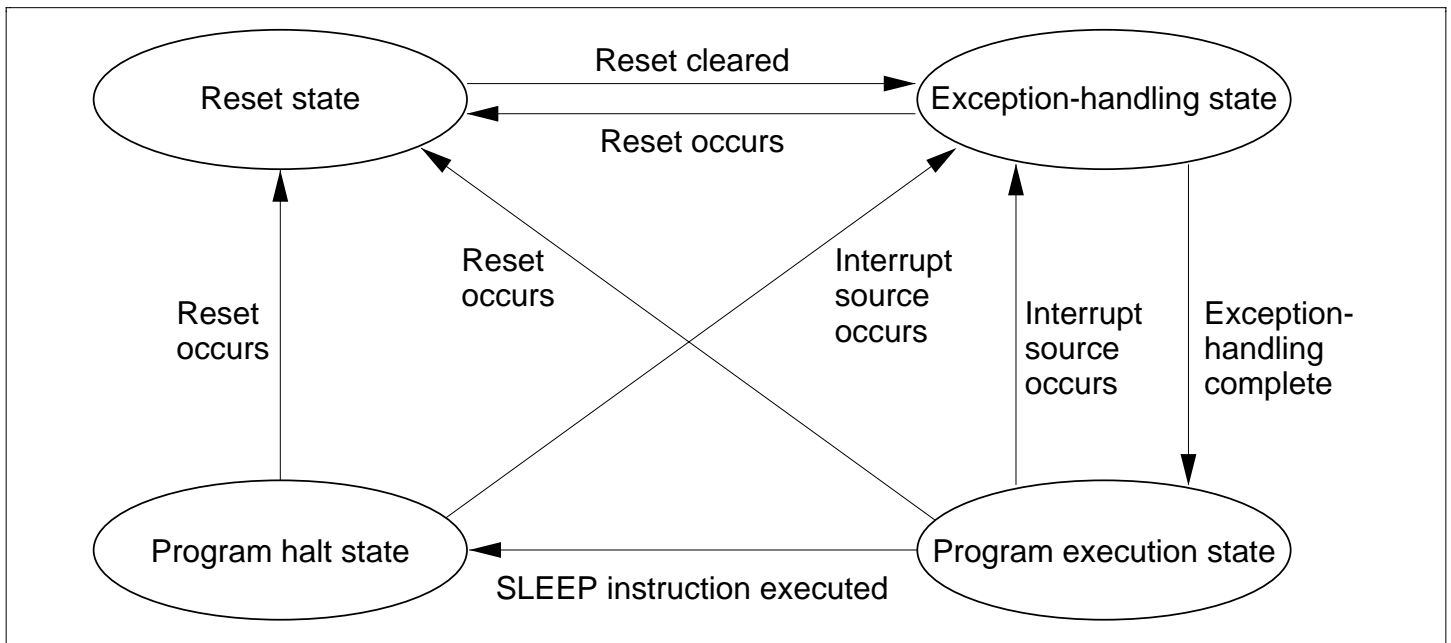 Reset cleared
Reset state
Exception-handling state
Reset occurs
Reset
occurs
Interrupt
source
occurs
Reset
occurs
Interrupt
source
occurs
Exception-
handling
complete
Program halt state
Program execution state
SLEEP instruction executed